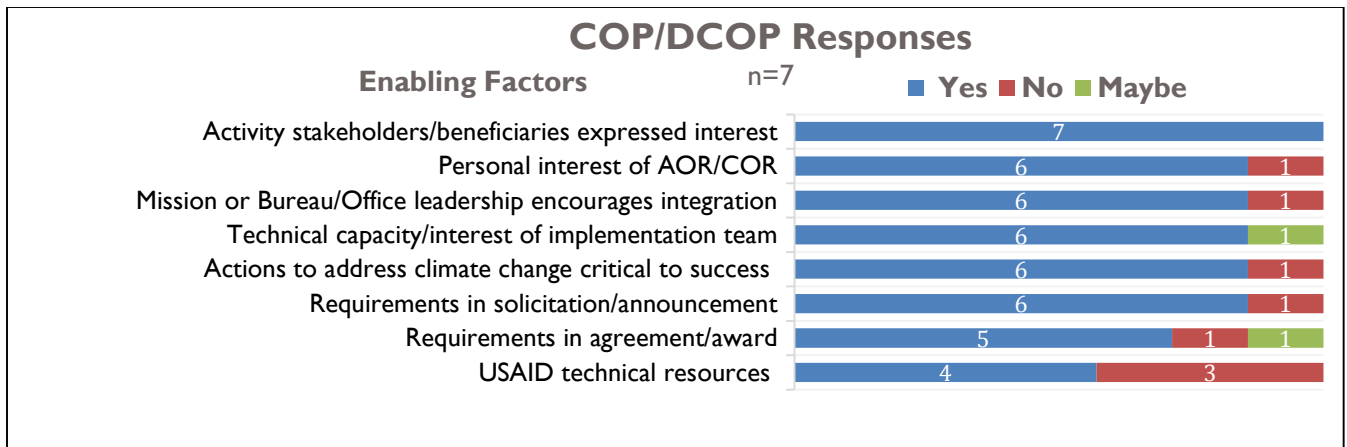 COP/DCOP Responses
Enabling Factors n=7 Yes No Maybe
Activity stakeholders/beneficiaries expressed interest 7
Personal interest of AOR/COR 6 1
Mission or Bureau/Office leadership encourages integration 6 1
Technical capacity/interest of implementation team 6 1
Actions to address climate change critical to success 6 1
Requirements in solicitation/announcement 6 1
Requirements in agreement/award 5 1 1
USAID technical resources 4 3